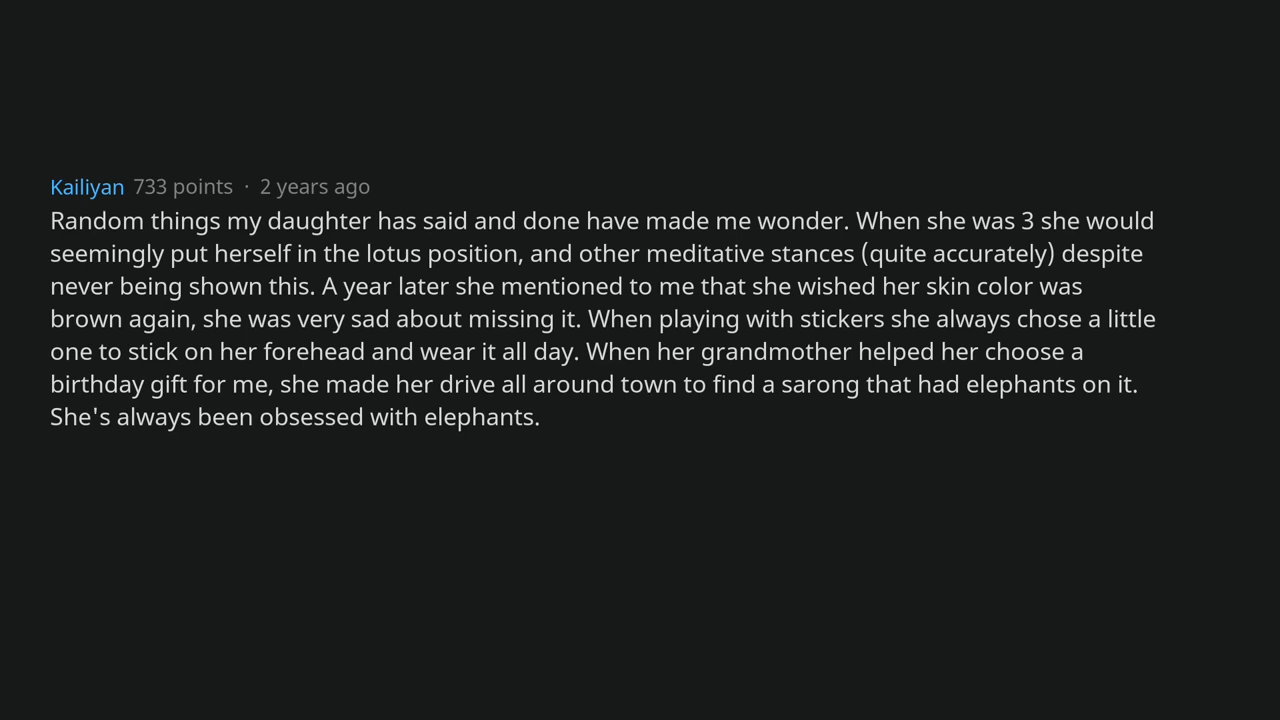 Kailiyan 733 points · 2 years ago
Random things my daughter has said and done have made me wonder. When she was 3 she would
seemingly put herself in the lotus position, and other meditative stances (quite accurately) despite
never being shown this. A year later she mentioned to me that she wished her skin color was
brown again, she was very sad about missing it. When playing with stickers she always chose a little
one to stick on her forehead and wear it all day. When her grandmother helped her choose a
birthday gift for me, she made her drive all around town to find a sarong that had elephants on it.
She's always been obsessed with elephants.